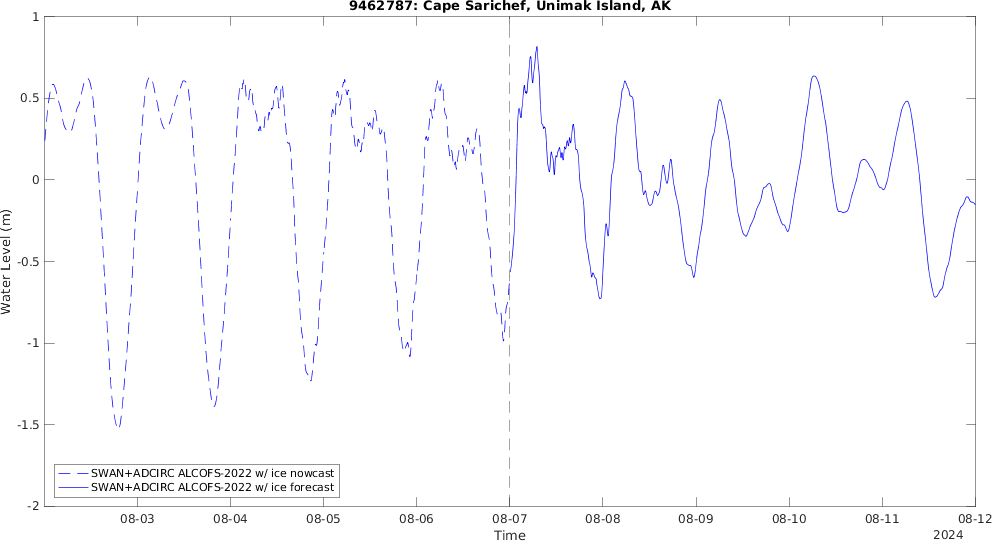 9462787: Cape Sarichef, Unimak Island, AK
1
0.5
0
-0.5
-1
-1.5
-2
Water Level (m)
SWAN+ADCIRC ALCOFS-2022 w/ ice nowcast
SWAN+ADCIRC ALCOFS-2022 w/ ice forecast
08-03 08-04 08-05 08-06 08-07 08-08 08-09 08-10 08-11 08-12
Time
2024